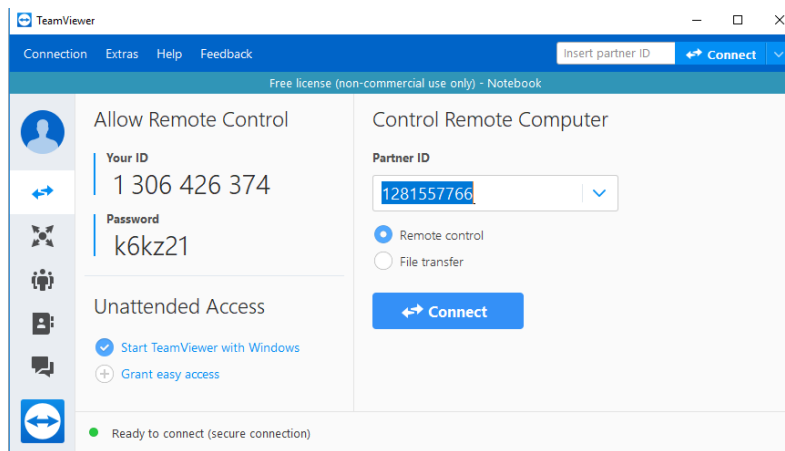 TeamViewer
Connection Extras Help Feedback Insert partner ID Connect
Free license (non-commercial use only) - Notebook
Allow Remote Control
Your ID
1 306 426 374
Password
k6kz21
Unattended Access
Start TeamViewer with Windows
Grant easy access
Control Remote Computer
Partner ID
1281557766
Remote control
File transfer
Connect
Ready to connect (secure connection)